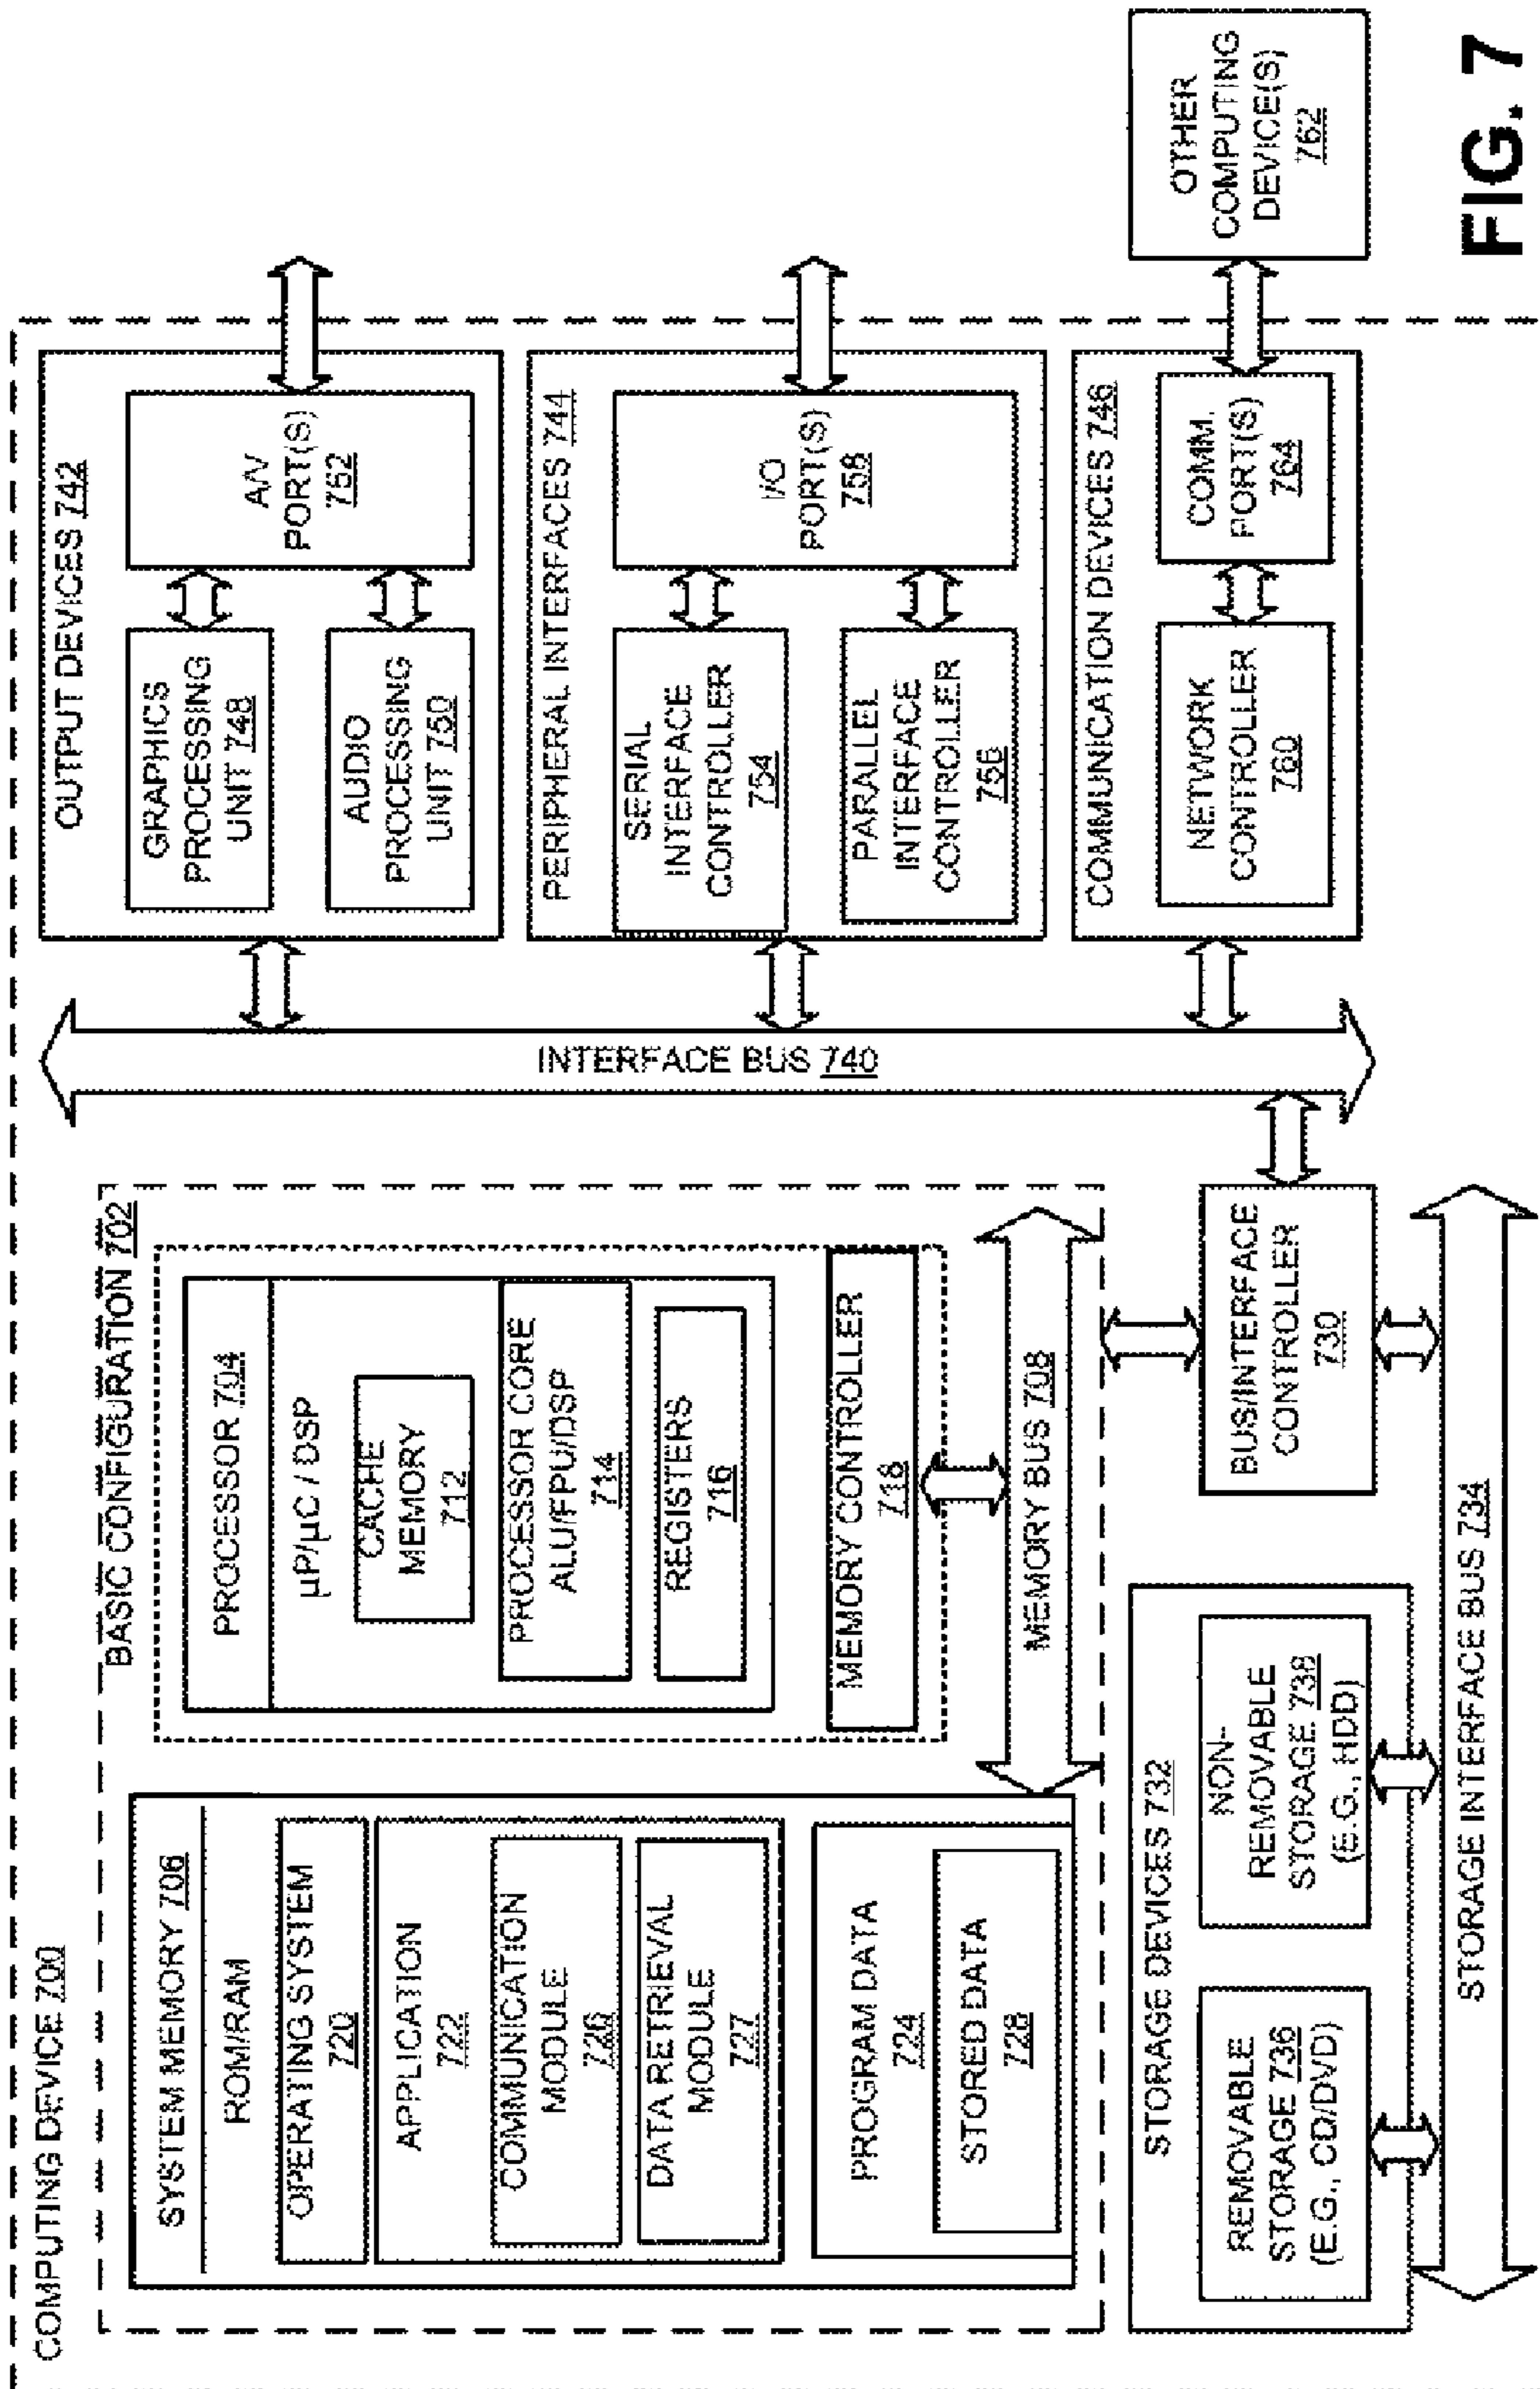 COMPUTING DEVICE 700
BASIC CONFIGURATION 702
SYSTEM MEMORY 706
ROM/RAM
OPERATING SYSTEM
720
APPLICATION
722
COMMUNICATION
MODULE
726
DATA RETRIEVAL
MODULE
727
PROGRAM DATA
724
STORED DATA
728
PROCESSOR 704
µP/µC / DSP
CACHE
MEMORY
712
PROCESSOR CORE
ALU/FPU/DSP
714
REGISTERS
716
MEMORY CONTROLLER
718
MEMORY BUS 708
BUS/INTERFACE
CONTROLLER
730
STORAGE DEVICES 732
REMOVABLE
STORAGE 736
(E.G., CD/DVD)
NON-
REMOVABLE
STORAGE 738
(E.G., HDD)
STORAGE INTERFACE BUS 734
INTERFACE BUS 740
OUTPUT DEVICES 742
GRAPHICS
PROCESSING
UNIT 748
AUDIO
PROCESSING
UNIT 750
A/V
PORT(S)
752
PERIPHERAL INTERFACES 744
SERIAL
INTERFACE
CONTROLLER
754
PARALLEL
INTERFACE
CONTROLLER
756
I/O
PORT(S)
758
COMMUNICATION DEVICES 746
NETWORK
CONTROLLER
760
COMM.
PORT(S)
764
OTHER
COMPUTING
DEVICE(S)
762
FIG. 7